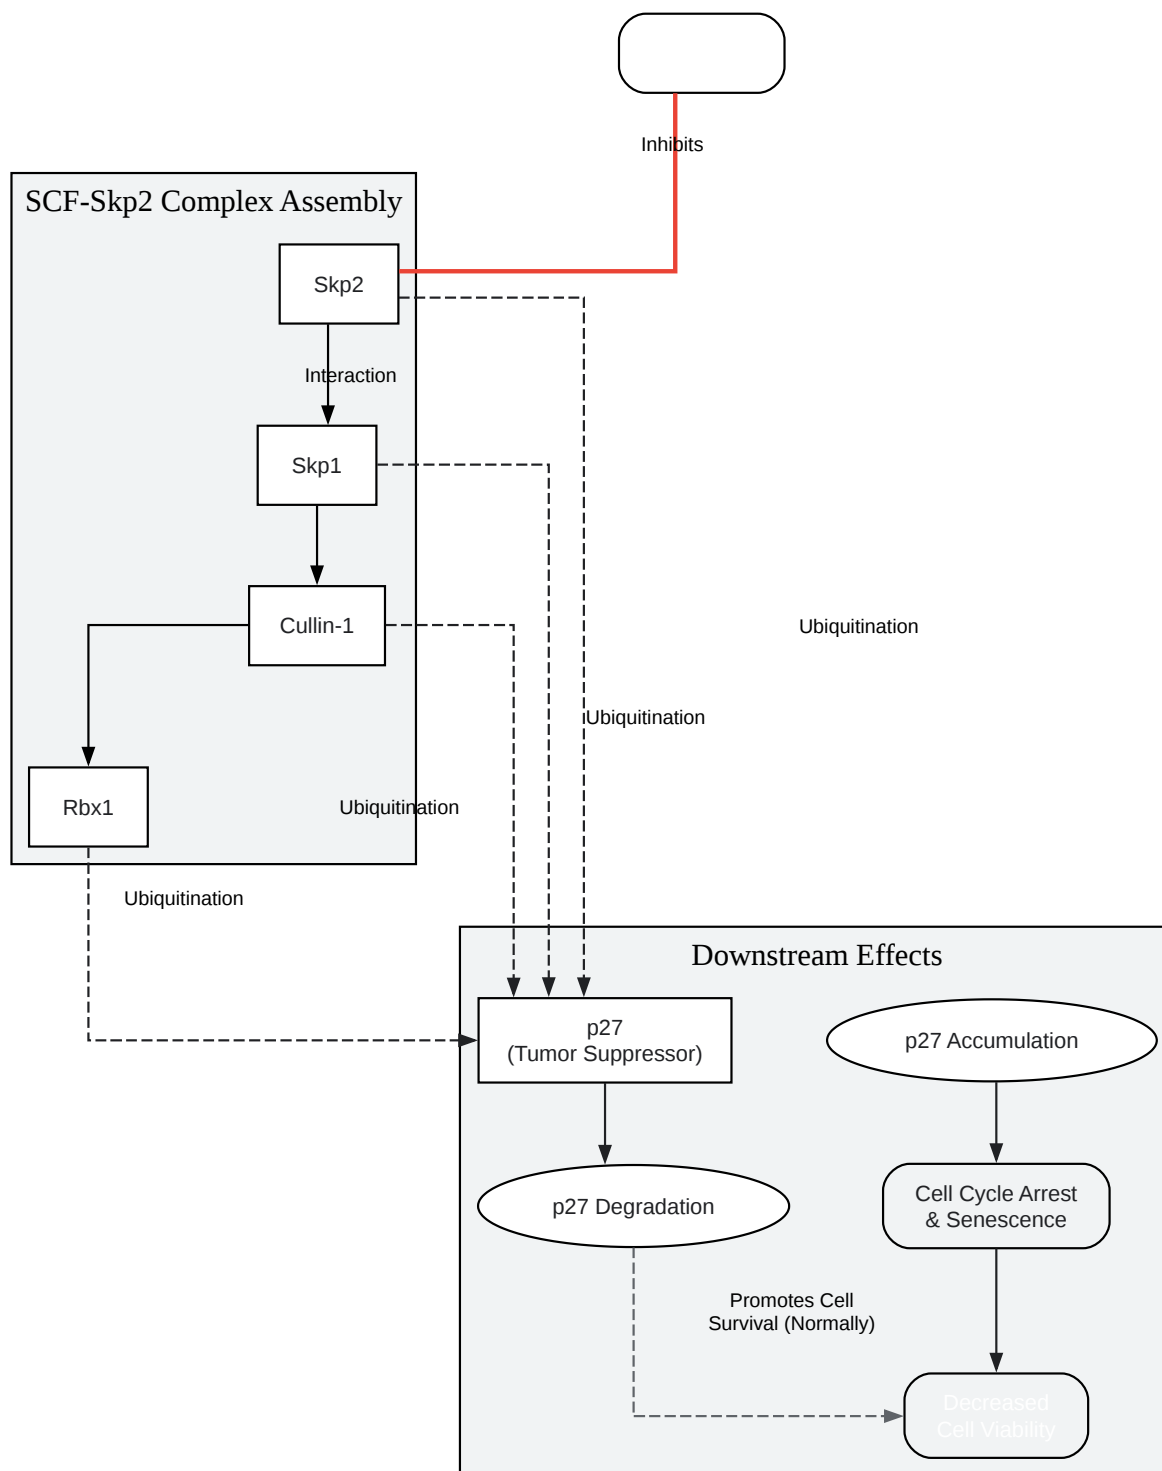 Inhibits
SCF-Skp2 Complex Assembly
Skp2
Interaction
Skp1
Cullin-1
Ubiquitination
Ubiquitination
Rbx1
Ubiquitination
Ubiquitination
Downstream Effects
p27
(Tumor Suppressor)
p27 Accumulation
p27 Degradation
Cell Cycle Arrest
& Senescence
Promotes Cell
Survival (Normally)
Decreased
Cell Viability